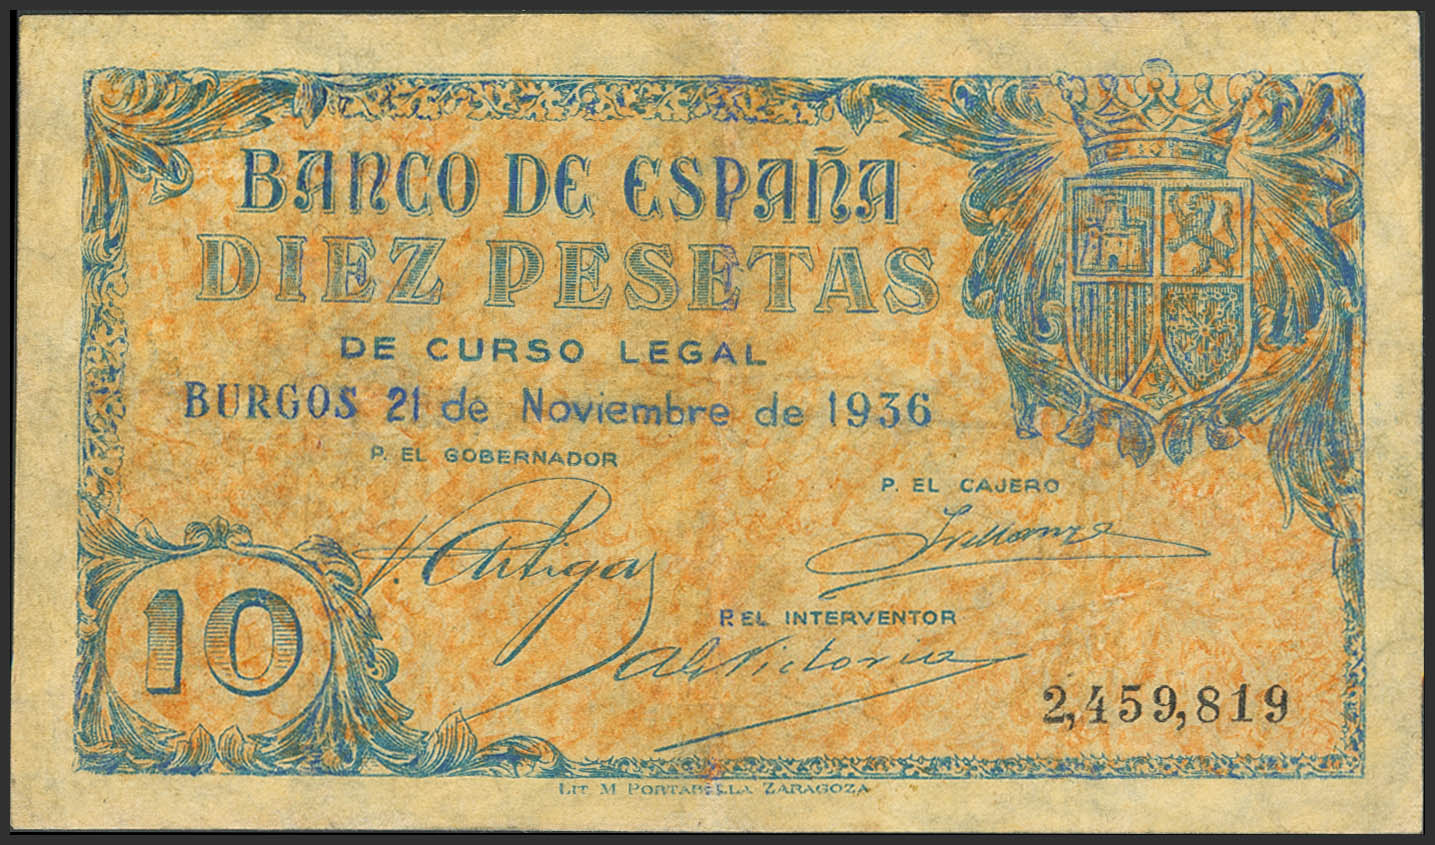 BANCO DE ESPAÑA
DIEZ PESETAS
DE CURSO LEGAL
BURGOS 21 de Noviembre de 1936
P. EL GOBERNADOR
P. EL CAJERO
P. EL INTERVENTOR
10
2,459,819
LIT. M PORTABELLA ZARAGOZA